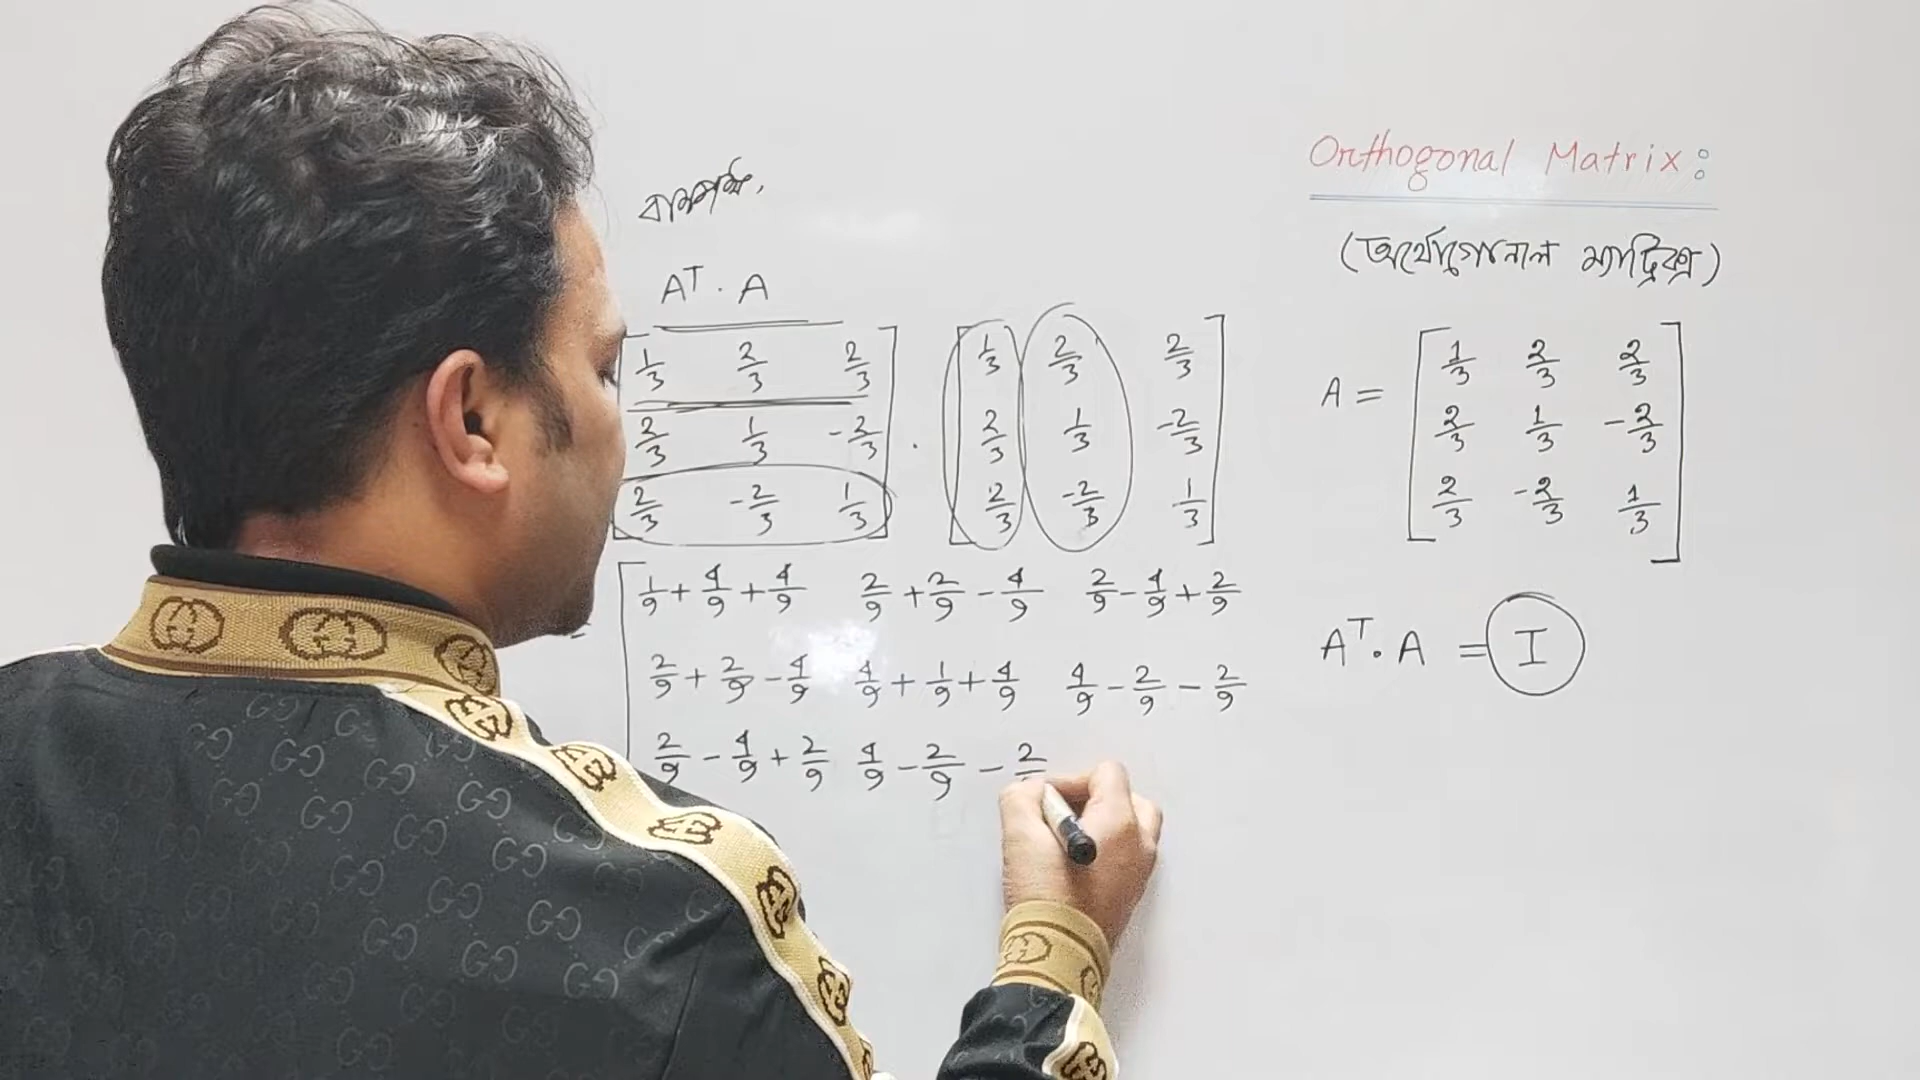 বামপক্ষ,
Aᵀ . A
[1/3 2/3 2/3
2/3 1/3 -2/3
2/3 -2/3 1/3] . [1/3 2/3 2/3
2/3 1/3 -2/3
2/3 -2/3 1/3]
= [1/9 + 4/9 + 4/9 2/9 + 2/9 - 4/9 2/9 - 4/9 + 2/9
2/9 + 2/9 - 4/9 4/9 + 1/9 + 4/9 4/9 - 2/9 - 2/9
2/9 - 4/9 + 2/9 4/9 - 2/9 - 2/
Orthogonal Matrix:
(অর্থোগোনাল ম্যাট্রিক্স)
A = [1/3 2/3 2/3
2/3 1/3 -2/3
2/3 -2/3 1/3]
Aᵀ . A = I